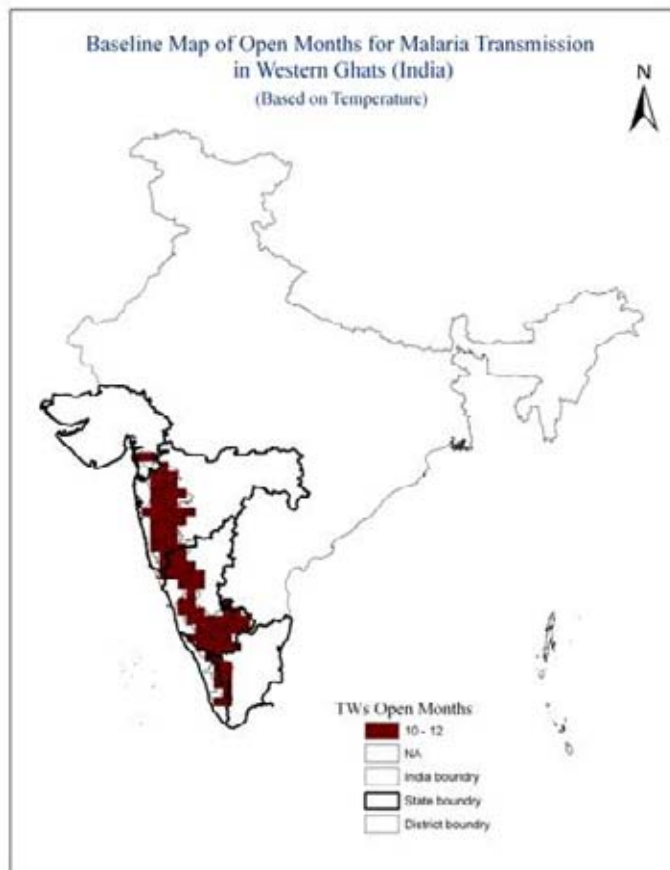 Baseline Map of Open Months for Malaria Transmission
in Western Ghats (India)
(Based on Temperature)
N
TWs Open Months
10 - 12
NA
India boundry
State boundry
District boundry